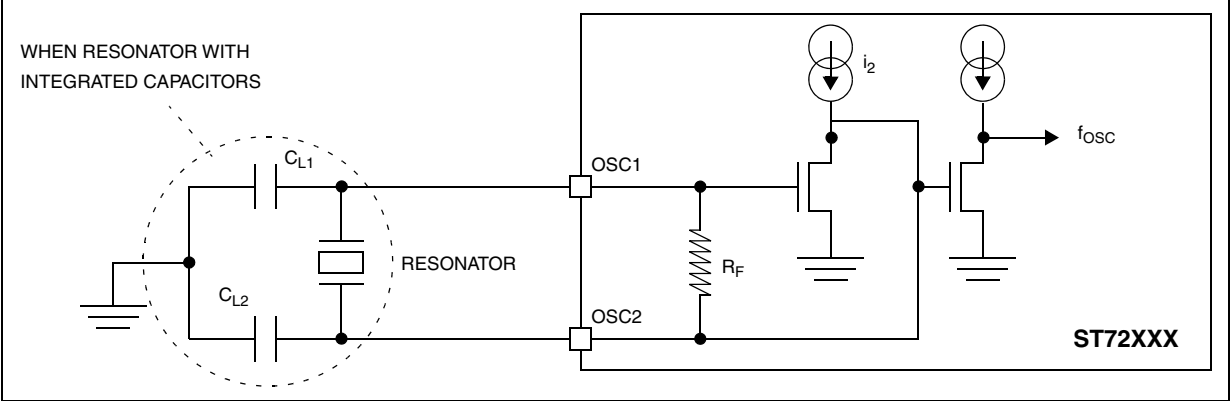 WHEN RESONATOR WITH
INTEGRATED CAPACITORS
CL1
CL2
RESONATOR
OSC1
OSC2
RF
i2
fOSC
ST72XXX